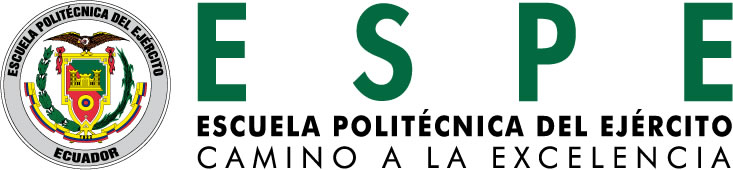 ESCUELA POLITÉCNICA DEL EJÉRCITO
ECUADOR
ESPE
ESCUELA POLITÉCNICA DEL EJÉRCITO
CAMINO A LA EXCELENCIA